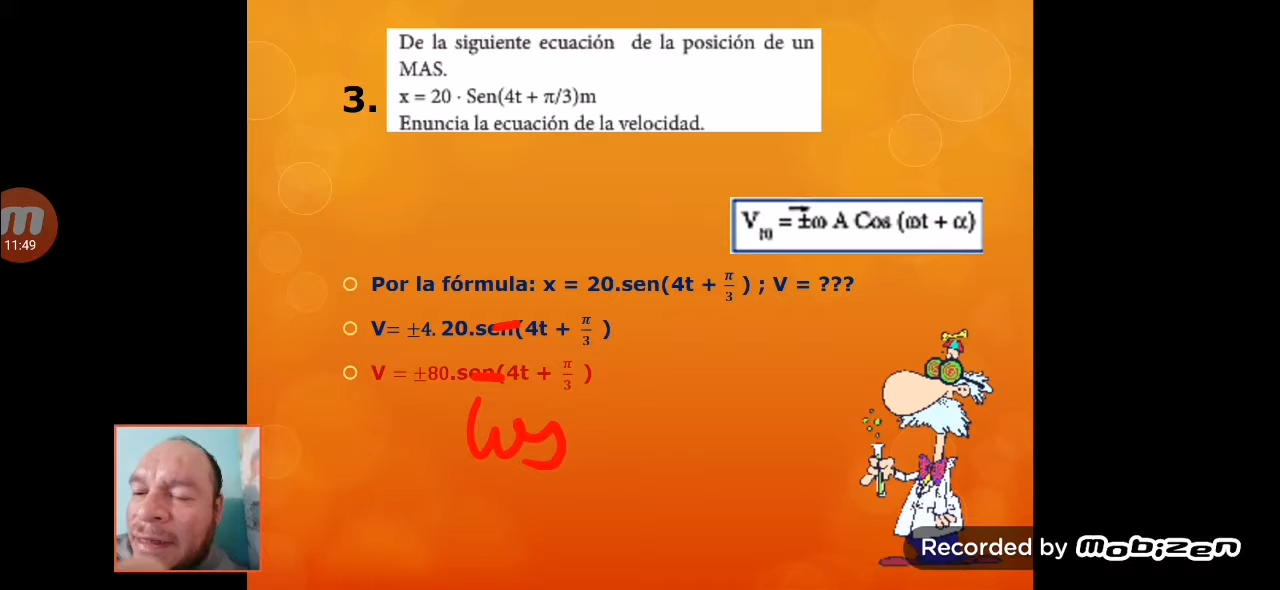 De la siguiente ecuación de la posición de un
MAS.
3. x = 20 · Sen(4t + π/3)m
Enuncia la ecuación de la velocidad.
V(t) = ±ω A Cos (ωt + α)
11:49
Por la fórmula: x = 20.sen(4t + π/3 ) ; V = ???
V= ±4. 20.sen(4t + π/3 )
V = ±80.sen(4t + π/3 )
Cos
Recorded by mobizen